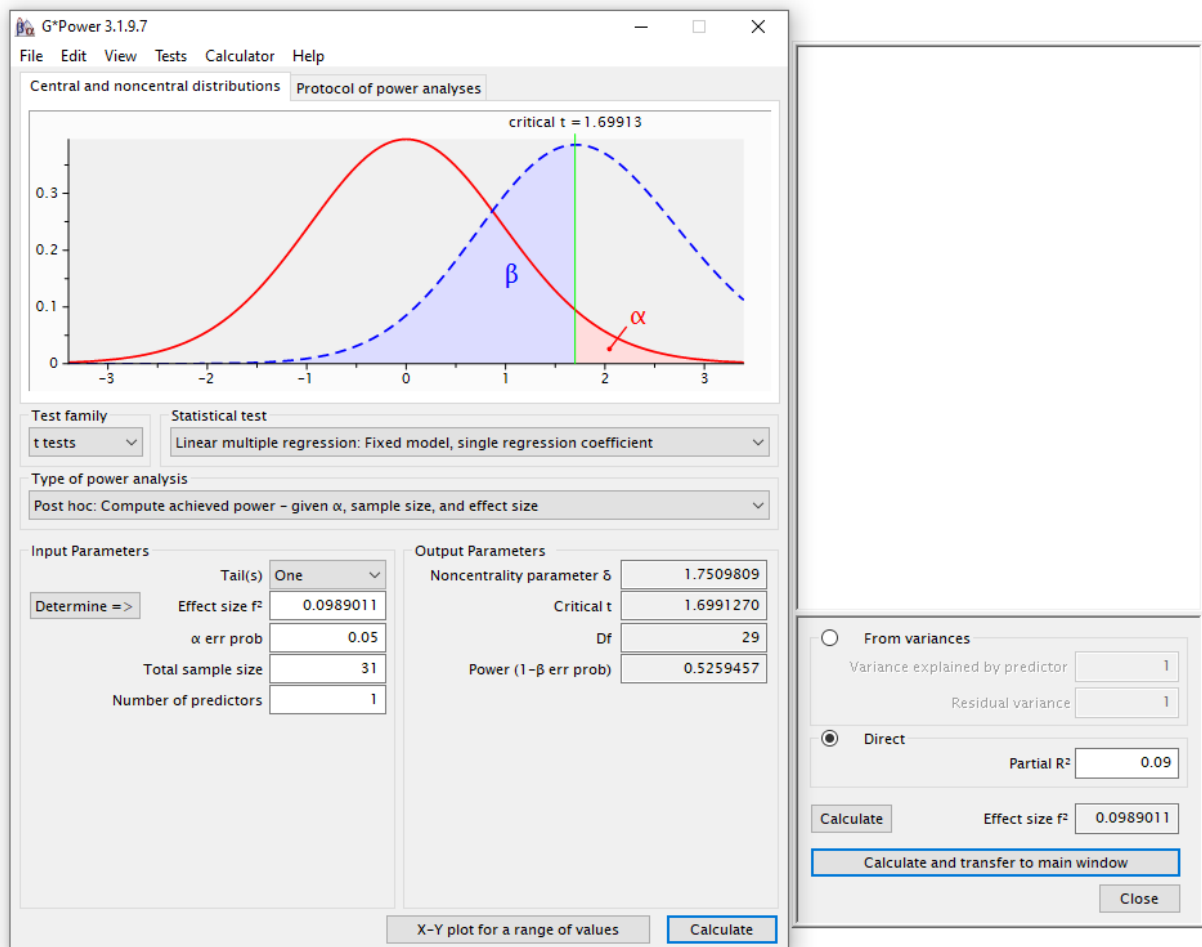 G*Power 3.1.9.7
File Edit View Tests Calculator Help
Central and noncentral distributions Protocol of power analyses
critical t = 1.69913
0.3
0.2
0.1
0
β
α
-3 -2 -1 0 1 2 3
Test family Statistical test
t tests Linear multiple regression: Fixed model, single regression coefficient
Type of power analysis
Post hoc: Compute achieved power – given α, sample size, and effect size
Input Parameters
Tail(s) One
Determine => Effect size f² 0.0989011
α err prob 0.05
Total sample size 31
Number of predictors 1
Output Parameters
Noncentrality parameter δ 1.7509809
Critical t 1.6991270
Df 29
Power (1-β err prob) 0.5259457
X-Y plot for a range of values Calculate
From variances
Variance explained by predictor 1
Residual variance 1
Direct
Partial R² 0.09
Calculate Effect size f² 0.0989011
Calculate and transfer to main window
Close